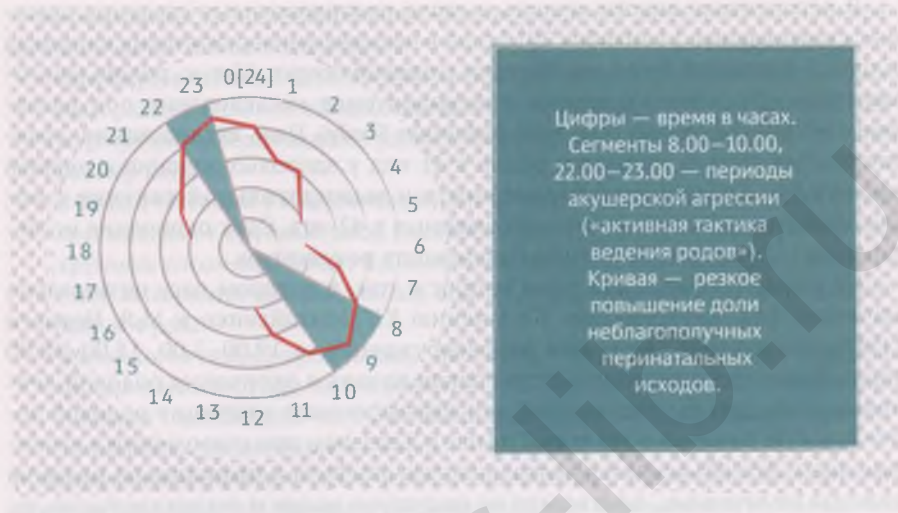 0[24]
1
2
3
4
5
6
7
8
9
10
11
12
13
14
15
16
17
18
19
20
21
22
23
Цифры — время в часах.
Сегменты 8.00–10.00,
22.00–23.00 — периоды
акушерской агрессии
(«активная тактика
ведения родов»).
Кривая — резкое
повышение доли
неблагополучных
перинатальных
исходов.
lib.ru